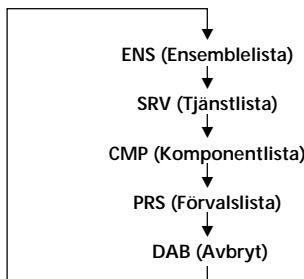 ENS (Ensemblelista)
SRV (Tjänstlista)
CMP (Komponentlista)
PRS (Förvalslista)
DAB (Avbryt)